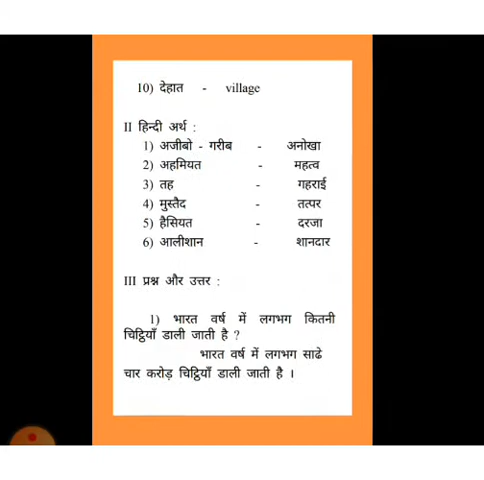 10) देहात - village
II हिन्दी अर्थ :
1) अजीबो - गरीब - अनोखा
2) अहमियत - महत्व
3) तह - गहराई
4) मुस्तैद - तत्पर
5) हैसियत - दरजा
6) आलीशान - शानदार
III प्रश्न और उत्तर :
1) भारत वर्ष में लगभग कितनी
चिट्ठियाँ डाली जाती है ?
भारत वर्ष में लगभग साढे
चार करोड़ चिट्ठियाँ डाली जाती है ।